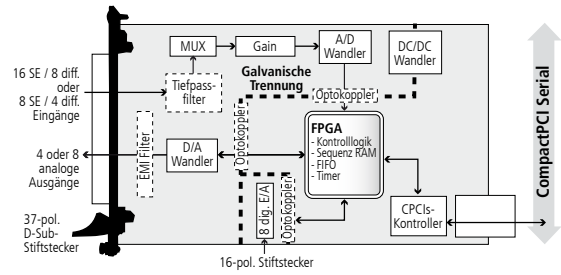 16 SE / 8 diff.
oder
8 SE / 4 diff.
Eingänge
4 oder 8
analoge
Ausgänge
37-pol.
D-Sub-
Stiftstecker
EMI Filter
MUX
Gain
A/D
Wandler
DC/DC
Wandler
Tiefpass-
filter
Galvanische
Trennung
Optokoppler
D/A
Wandler
Optokoppler
FPGA
- Kontrolllogik
- Sequenz RAM
- FIFO
- Timer
8 dig. E/A
Optokoppler
CPCIs-
Kontroller
16-pol. Stiftstecker
CompactPCI Serial